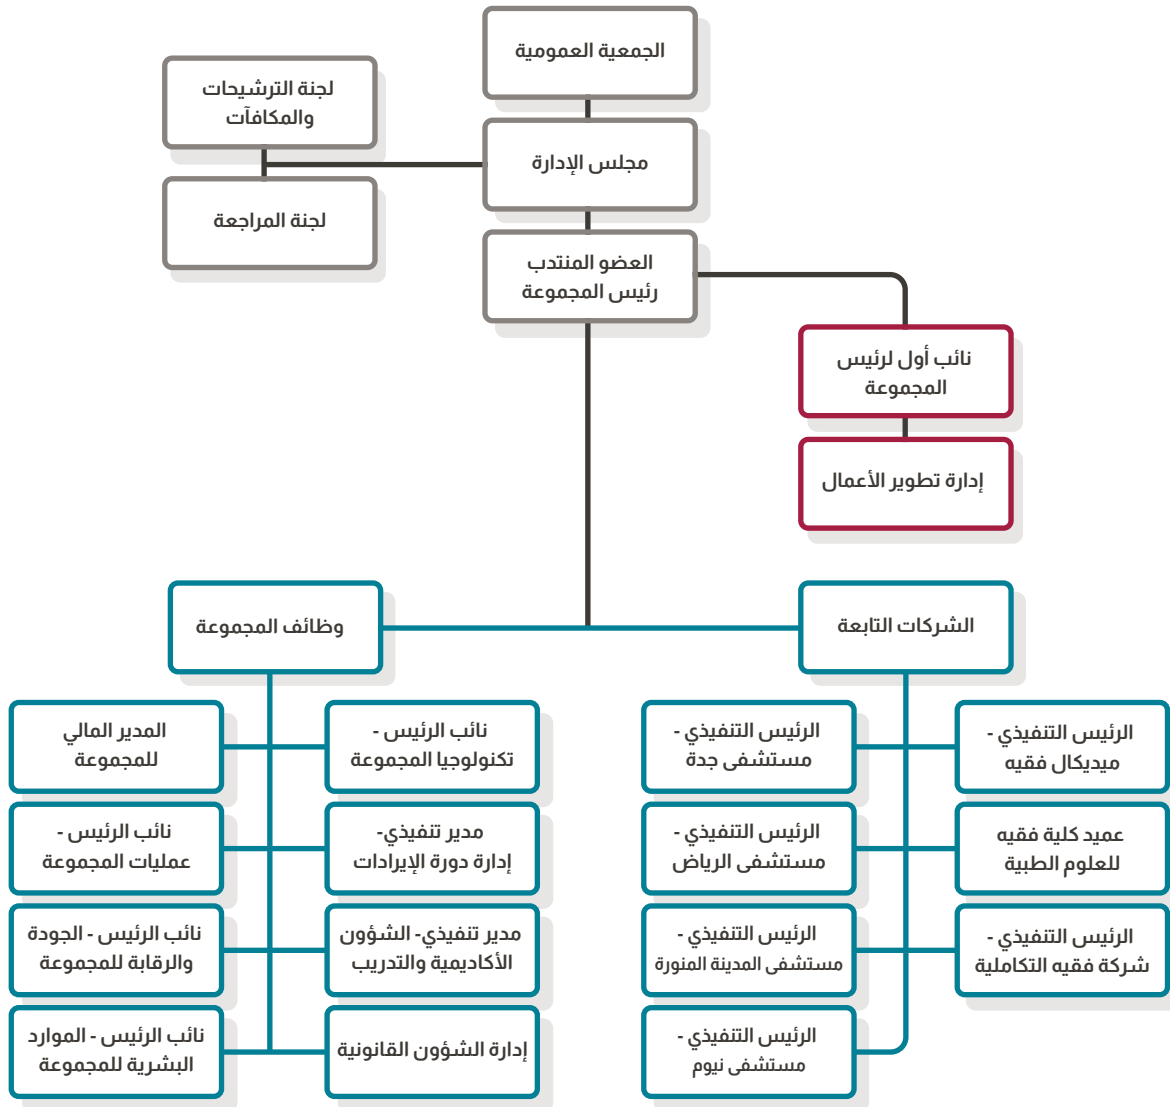 الجمعية العمومية
لجنة الترشيحات
والمكافآت
مجلس الإدارة
لجنة المراجعة
العضو المنتدب
رئيس المجموعة
نائب أول لرئيس
المجموعة
إدارة تطوير الأعمال
الشركات التابعة
وظائف المجموعة
الرئيس التنفيذي -
ميديكال فقيه
الرئيس التنفيذي -
مستشفى جدة
عميد كلية فقيه
للعلوم الطبية
الرئيس التنفيذي -
مستشفى الرياض
الرئيس التنفيذي -
شركة فقيه التكاملية
الرئيس التنفيذي -
مستشفى المدينة المنورة
الرئيس التنفيذي -
مستشفى نيوم
نائب الرئيس -
تكنولوجيا المجموعة
المدير المالي
للمجموعة
مدير تنفيذي-
إدارة دورة الإيرادات
نائب الرئيس -
عمليات المجموعة
مدير تنفيذي- الشؤون
الأكاديمية والتدريب
نائب الرئيس - الجودة
والرقابة للمجموعة
إدارة الشؤون القانونية
نائب الرئيس - الموارد
البشرية للمجموعة